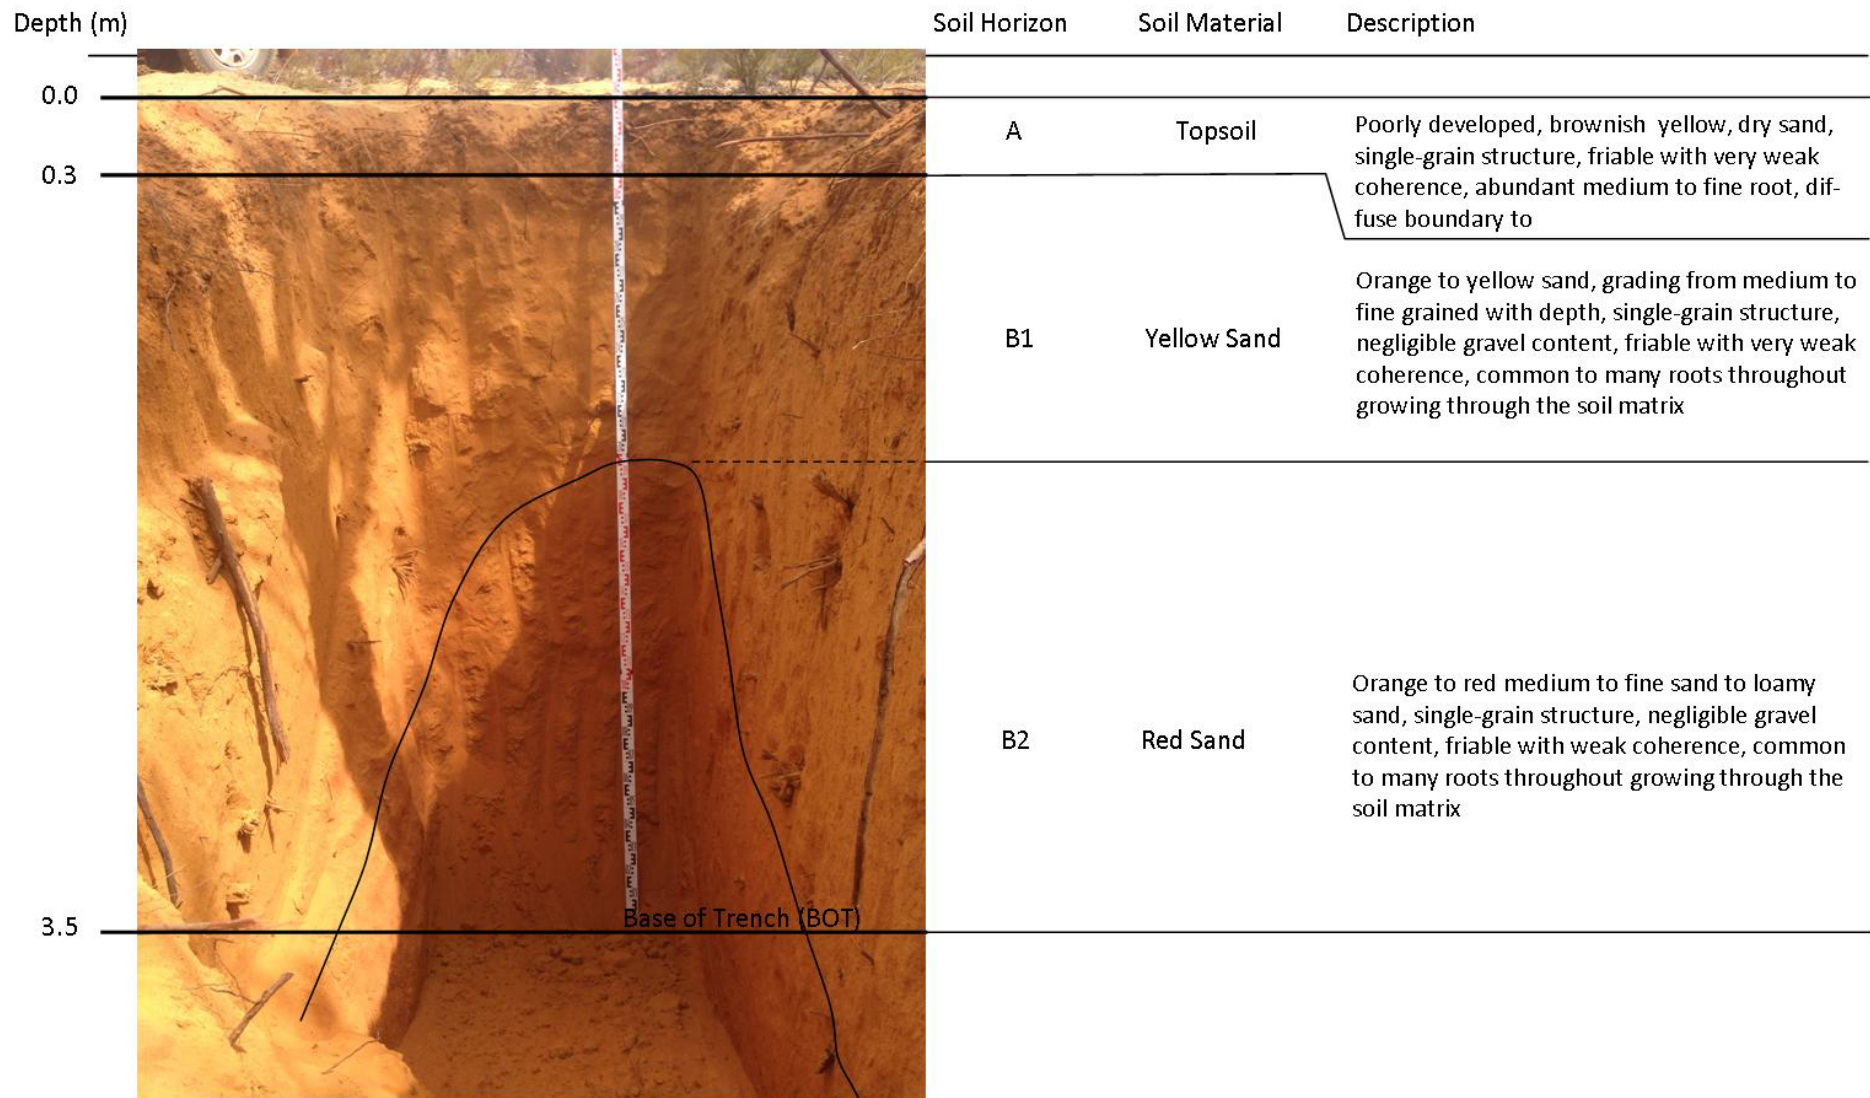 Depth (m)
Soil Horizon
Soil Material
Description
0.0
A
Topsoil
Poorly developed, brownish yellow, dry sand,
single-grain structure, friable with very weak
coherence, abundant medium to fine root, dif-
fuse boundary to
0.3
B1
Yellow Sand
Orange to yellow sand, grading from medium to
fine grained with depth, single-grain structure,
negligible gravel content, friable with very weak
coherence, common to many roots throughout
growing through the soil matrix
B2
Red Sand
Orange to red medium to fine sand to loamy
sand, single-grain structure, negligible gravel
content, friable with weak coherence, common
to many roots throughout growing through the
soil matrix
3.5
Base of Trench (BOT)